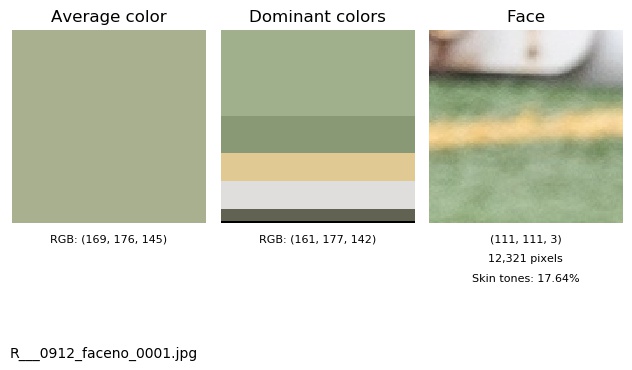 Average color
Dominant colors
Face
RGB: (169, 176, 145)
RGB: (161, 177, 142)
(111, 111, 3)
12,321 pixels
Skin tones: 17.64%
R___0912_faceno_0001.jpg